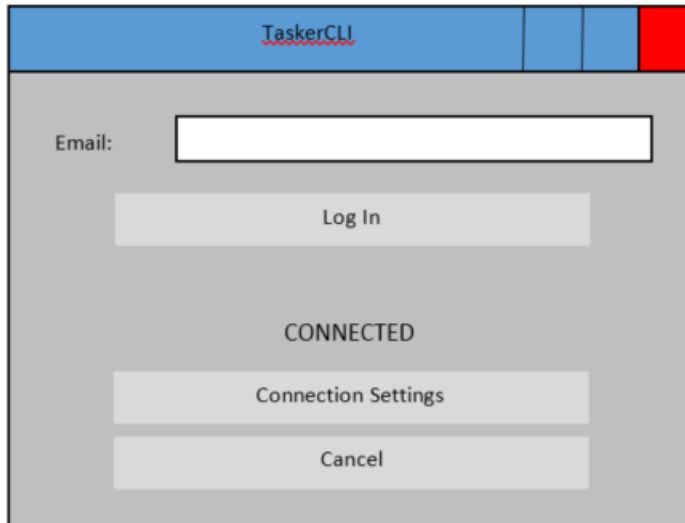 TaskerCLI
Email:
Log In
CONNECTED
Connection Settings
Cancel